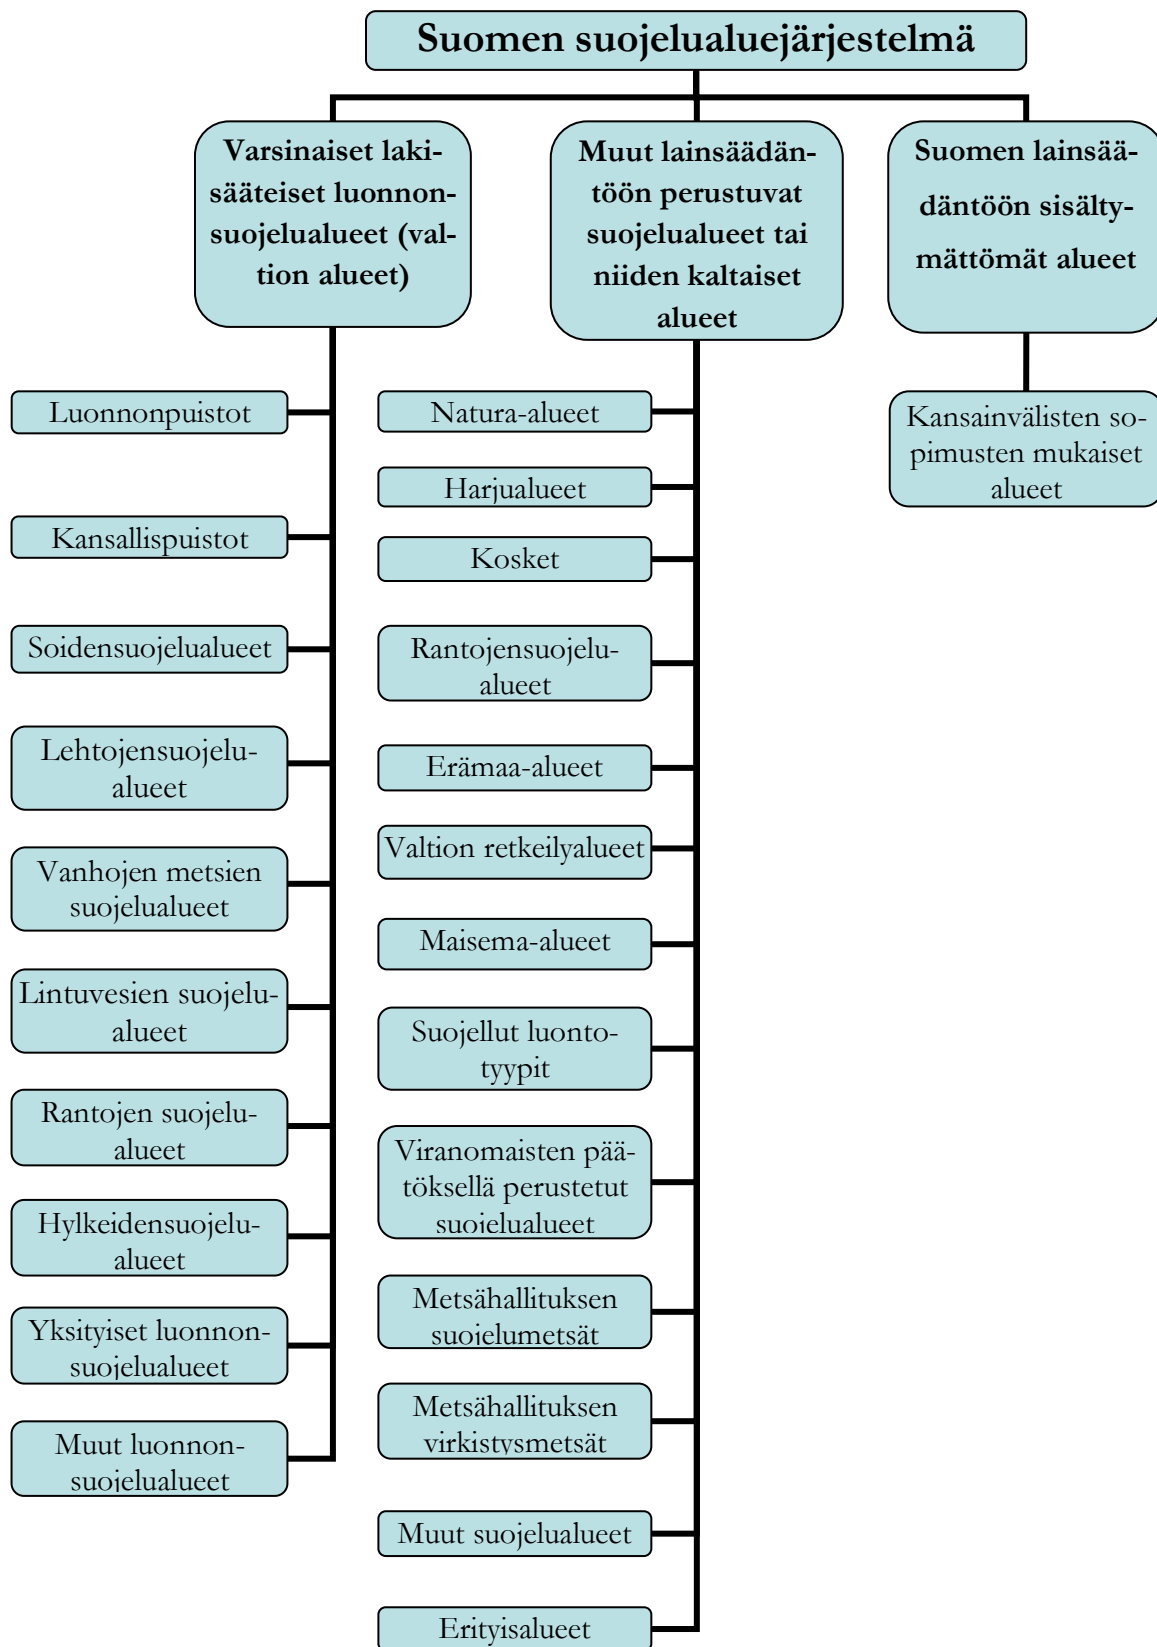 Suomen suojelualuejärjestelmä
Varsinaiset laki-
sääteiset luonnon-
suojelualueet (val-
tion alueet)
Muut lainsäädän-
töön perustuvat
suojelualueet tai
niiden kaltaiset
alueet
Suomen lainsää-
däntöön sisälty-
mättömät alueet
Luonnonpuistot
Kansallispuistot
Soidensuojelualueet
Lehtojensuojelu-
alueet
Vanhojen metsien
suojelualueet
Lintuvesien suojelu-
alueet
Rantojen suojelu-
alueet
Hylkeidensuojelu-
alueet
Yksityiset luonnon-
suojelualueet
Muut luonnon-
suojelualueet
Natura-alueet
Harjualueet
Kosket
Rantojensuojelu-
alueet
Erämaa-alueet
Valtion retkeilyalueet
Maisema-alueet
Suojellut luonto-
tyypit
Viranomaisten pää-
töksellä perustetut
suojelualueet
Metsähallituksen
suojelumetsät
Metsähallituksen
virkistysmetsät
Muut suojelualueet
Erityisalueet
Kansainvälisten so-
pimusten mukaiset
alueet